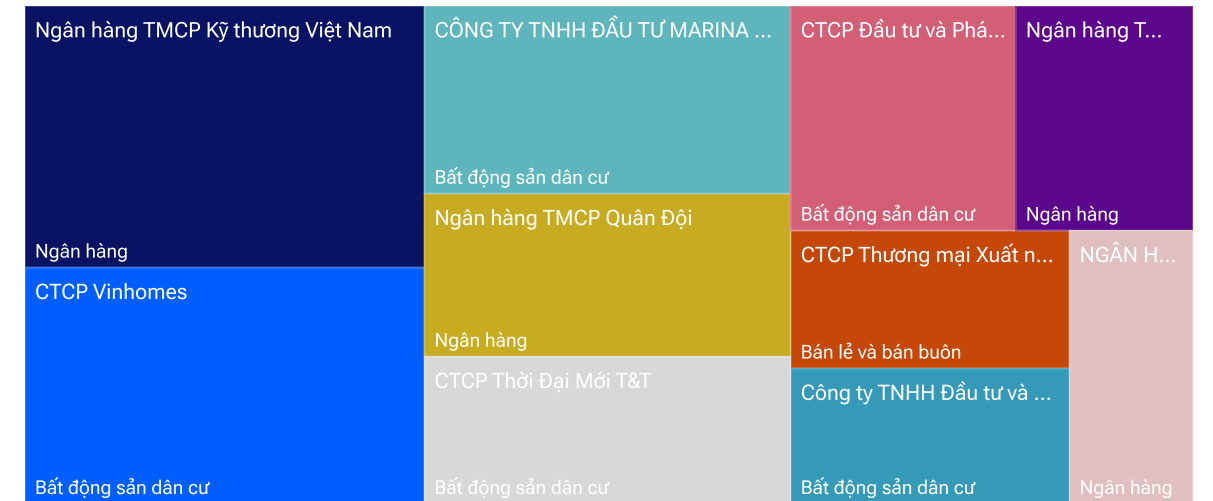 Ngân hàng TMCP Kỹ thương Việt Nam
Ngân hàng
CTCP Vinhomes
Bất động sản dân cư
CÔNG TY TNHH ĐẦU TƯ MARINA ...
Bất động sản dân cư
Ngân hàng TMCP Quân Đội
Ngân hàng
CTCP Thời Đại Mới T&T
Bất động sản dân cư
CTCP Đầu tư và Phá...
Bất động sản dân cư
Ngân hàng T...
Ngân hàng
CTCP Thương mại Xuất n...
Bán lẻ và bán buôn
Công ty TNHH Đầu tư và ...
Bất động sản dân cư
NGÂN H...
Ngân hàng